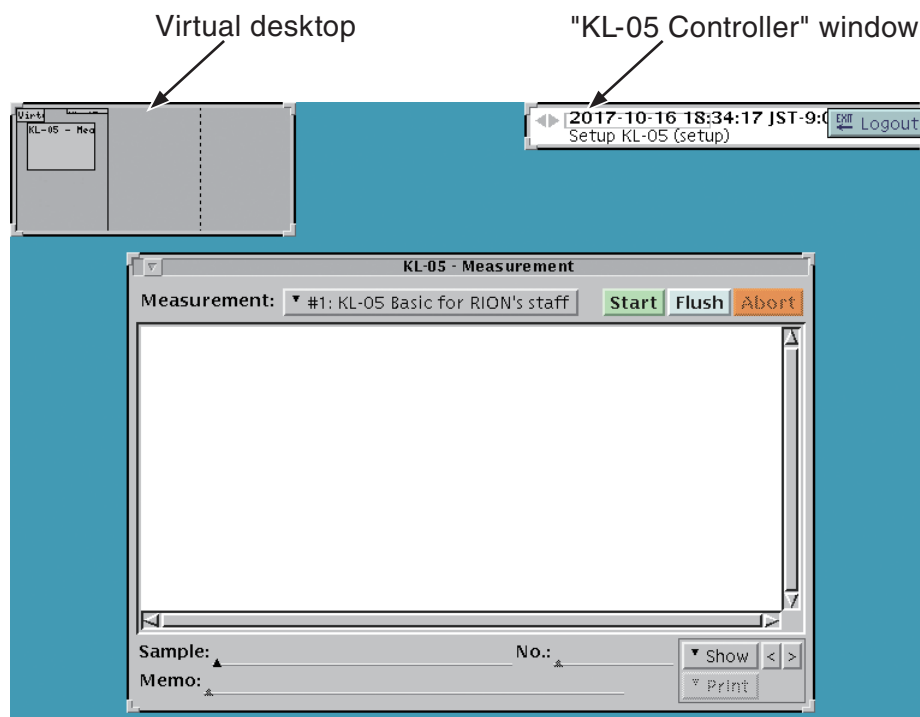 Virtual desktop
"KL-05 Controller" window
KL-05 - Mea
2017-10-16 18:34:17 JST-9:0
Setup KL-05 (setup)
EXIT Logout
KL-05 - Measurement
Measurement: #1: KL-05 Basic for RION's staff Start Flush Abort
Sample: No.: Show < >
Memo: Print